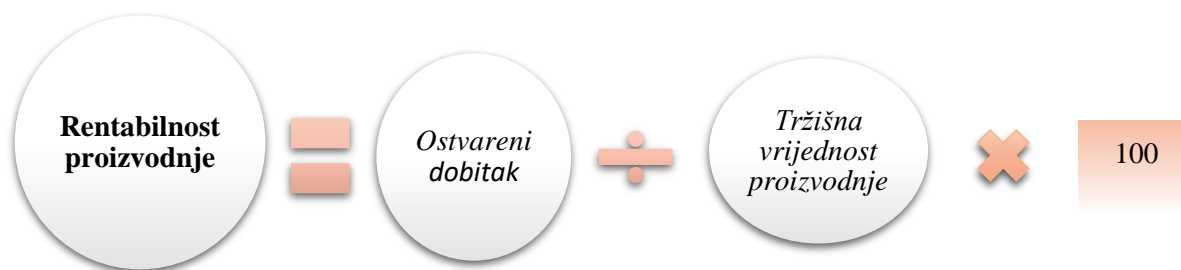 Rentabilnost
proizvodnje
=
Ostvareni
dobitak
÷
Tržišna
vrijednost
proizvodnje
×
100